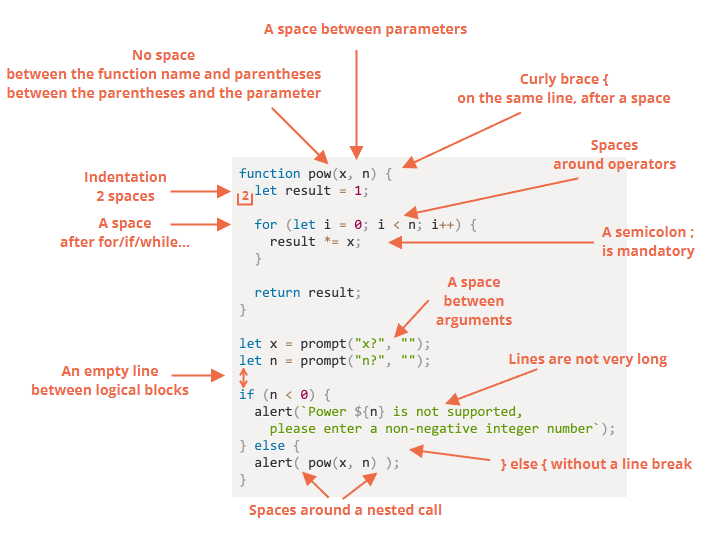 A space between parameters
No space
between the function name and parentheses
between the parentheses and the parameter
Curly brace {
on the same line, after a space
Spaces
around operators
Indentation
2 spaces
A space
after for/if/while...
A semicolon ;
is mandatory
function pow(x, n) {
2
let result = 1;
for (let i = 0; i < n; i++) {
result *= x;
}
return result;
}
A space
between
arguments
let x = prompt("x?", "");
let n = prompt("n?", "");
An empty line
between logical blocks
Lines are not very long
if (n < 0) {
alert(`Power ${n} is not supported,
please enter a non-negative integer number`);
} else {
alert( pow(x, n) );
}
} else { without a line break
Spaces around a nested call